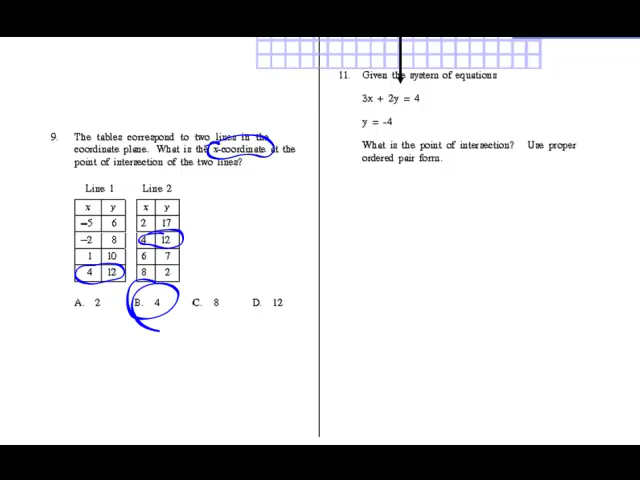 9. The tables correspond to two lines in the
coordinate plane. What is the x-coordinate at the
point of intersection of the two lines?
Line 1 Line 2
x y x y
−5 6 2 17
−2 8 4 12
1 10 6 7
4 12 8 2
A. 2 B. 4 C. 8 D. 12
11. Given the system of equations
3x + 2y = 4
y = -4
What is the point of intersection? Use proper
ordered pair form.